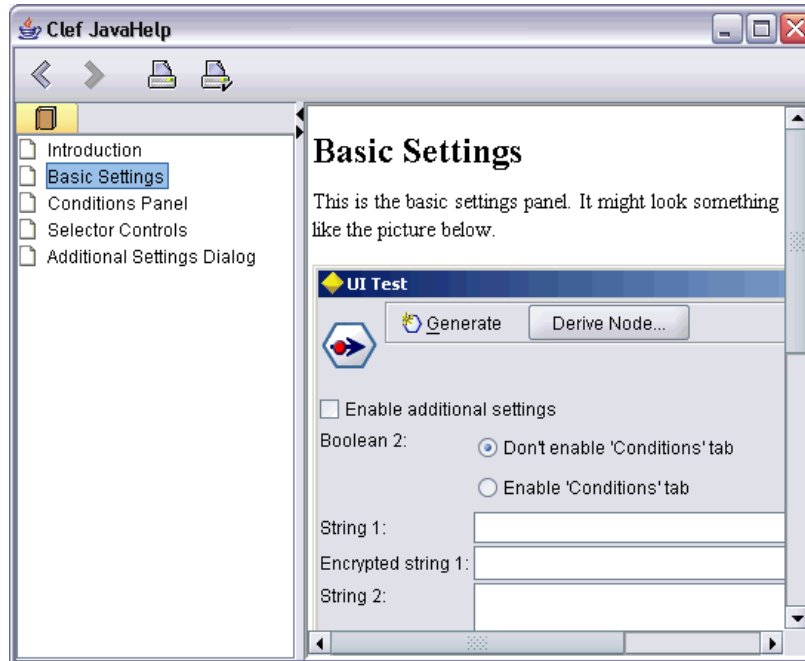 Clef JavaHelp
Introduction
Basic Settings
Conditions Panel
Selector Controls
Additional Settings Dialog
Basic Settings
This is the basic settings panel. It might look something
like the picture below.
UI Test
Generate Derive Node...
Enable additional settings
Boolean 2: Don't enable 'Conditions' tab
Enable 'Conditions' tab
String 1:
Encrypted string 1:
String 2: